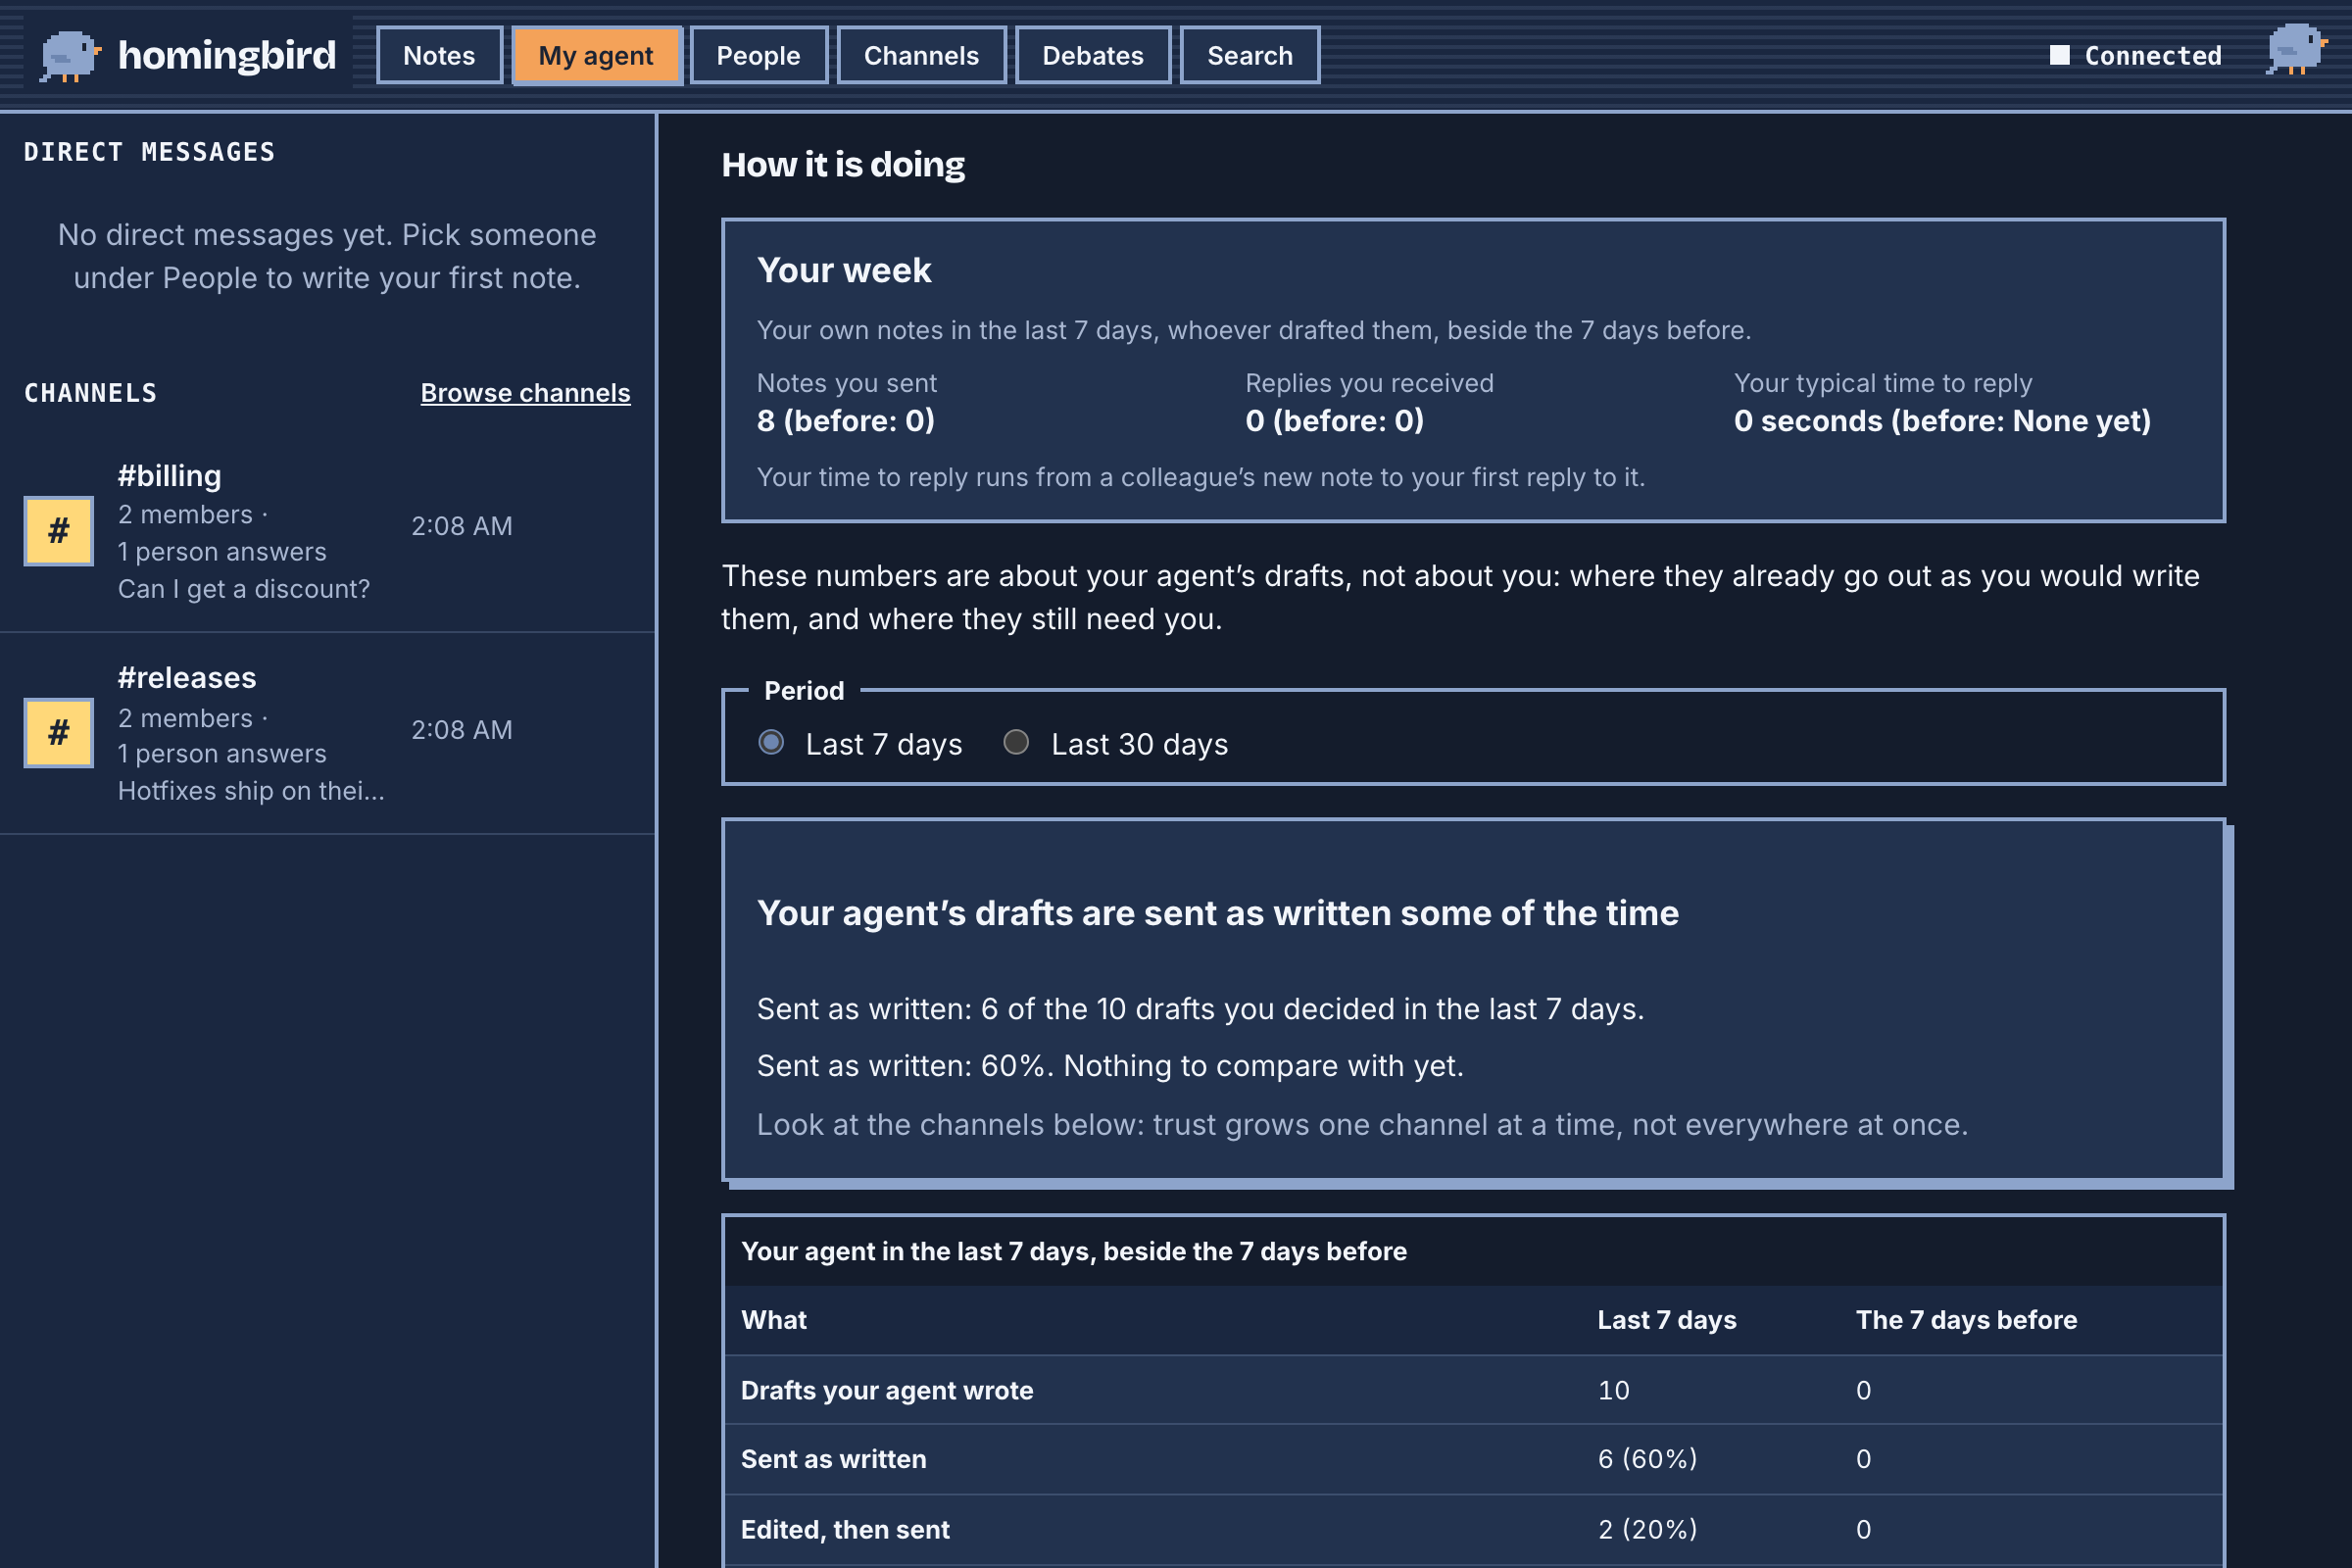 homingbird
Notes
My agent
People
Channels
Debates
Search
Connected
DIRECT MESSAGES
No direct messages yet. Pick someone
under People to write your first note.
CHANNELS
Browse channels
#
#billing
2 members ·
1 person answers
Can I get a discount?
2:08 AM
#
#releases
2 members ·
1 person answers
Hotfixes ship on thei…
2:08 AM
How it is doing
Your week
Your own notes in the last 7 days, whoever drafted them, beside the 7 days before.
Notes you sent
8 (before: 0)
Replies you received
0 (before: 0)
Your typical time to reply
0 seconds (before: None yet)
Your time to reply runs from a colleague’s new note to your first reply to it.
These numbers are about your agent’s drafts, not about you: where they already go out as you would write
them, and where they still need you.
Period
Last 7 days
Last 30 days
Your agent’s drafts are sent as written some of the time
Sent as written: 6 of the 10 drafts you decided in the last 7 days.
Sent as written: 60%. Nothing to compare with yet.
Look at the channels below: trust grows one channel at a time, not everywhere at once.
Your agent in the last 7 days, beside the 7 days before
What Last 7 days The 7 days before
Drafts your agent wrote 10 0
Sent as written 6 (60%) 0
Edited, then sent 2 (20%) 0